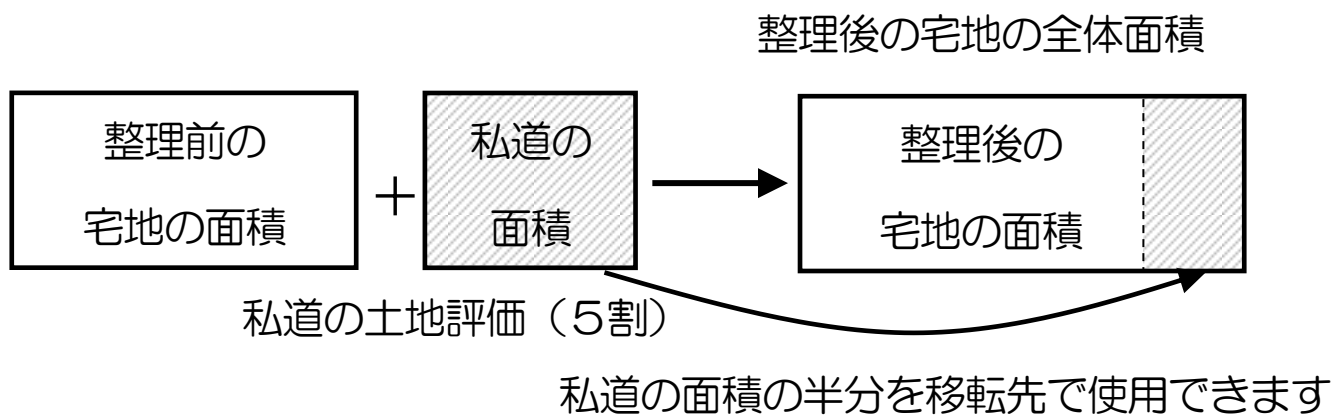 整理後の宅地の全体面積
整理前の
宅地の面積
＋
私道の
面積
整理後の
宅地の面積
私道の土地評価（５割）
私道の面積の半分を移転先で使用できます